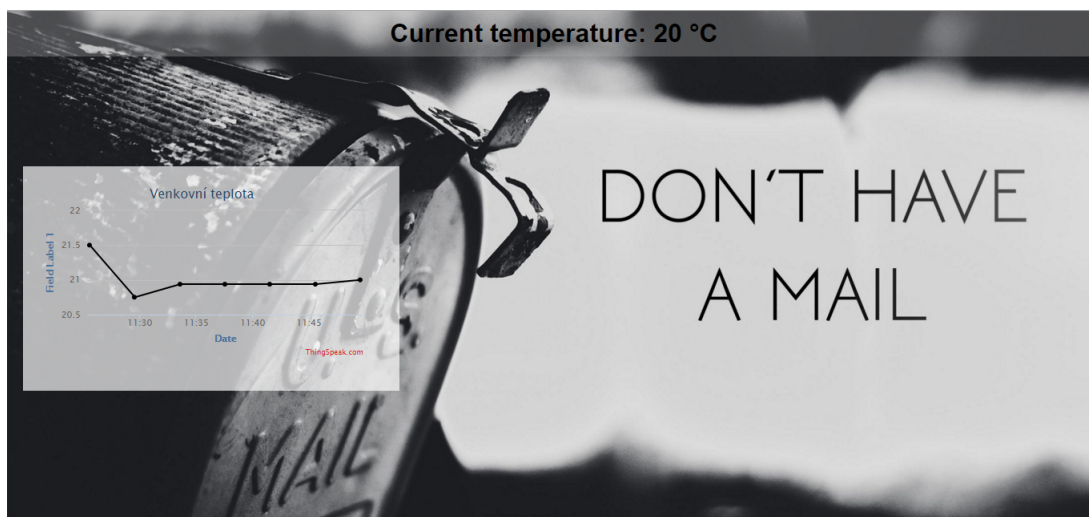 Current temperature: 20 °C
DON'T HAVE
A MAIL
Venkovní teplota
Field Label 1
22
21.5
21
20.5
11:30 11:35 11:40 11:45
Date
ThingSpeak.com
MAIL